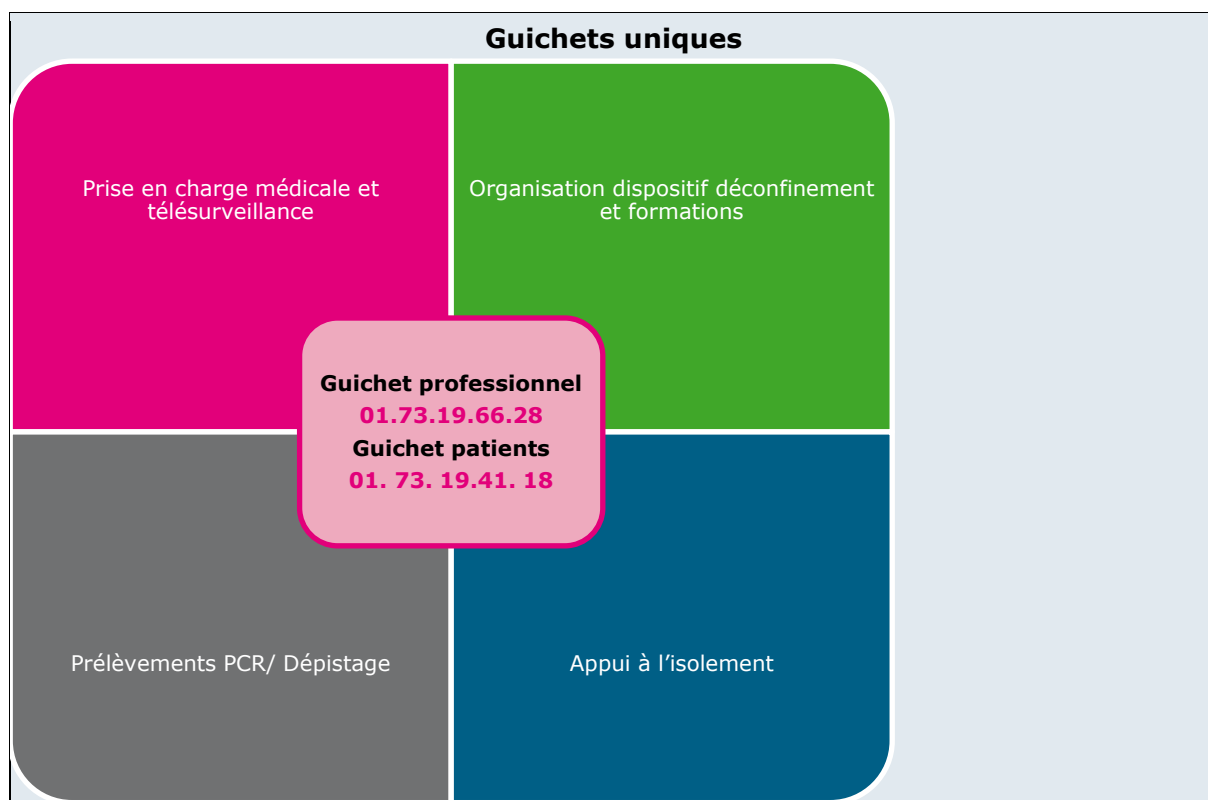 Guichets uniques
Prise en charge médicale et
télésurveillance
Organisation dispositif déconfinement
et formations
Guichet professionnel
01.73.19.66.28
Guichet patients
01. 73. 19.41. 18
Prélèvements PCR/ Dépistage
Appui à l’isolement